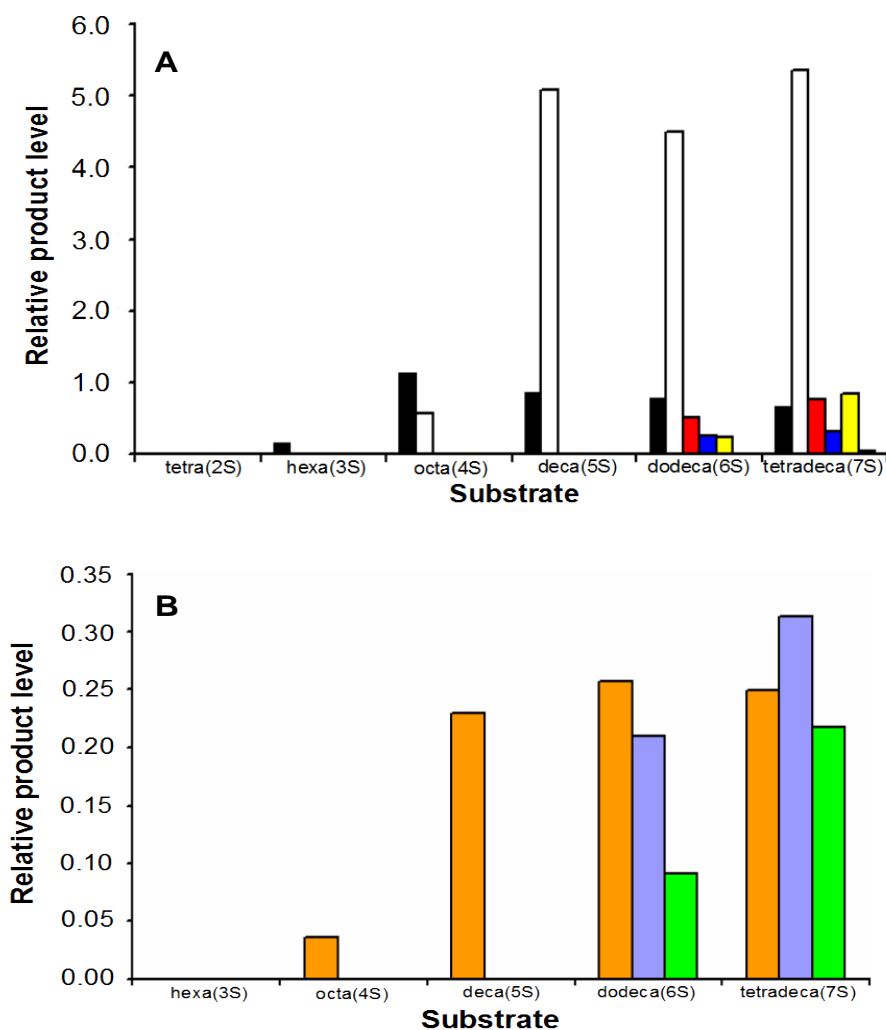 A
Relative product level
6.0
5.0
4.0
3.0
2.0
1.0
0.0
tetra(2S) hexa(3S) octa(4S) deca(5S) dodeca(6S) tetradeca(7S)
Substrate
B
Relative product level
0.35
0.30
0.25
0.20
0.15
0.10
0.05
0.00
hexa(3S) octa(4S) deca(5S) dodeca(6S) tetradeca(7S)
Substrate